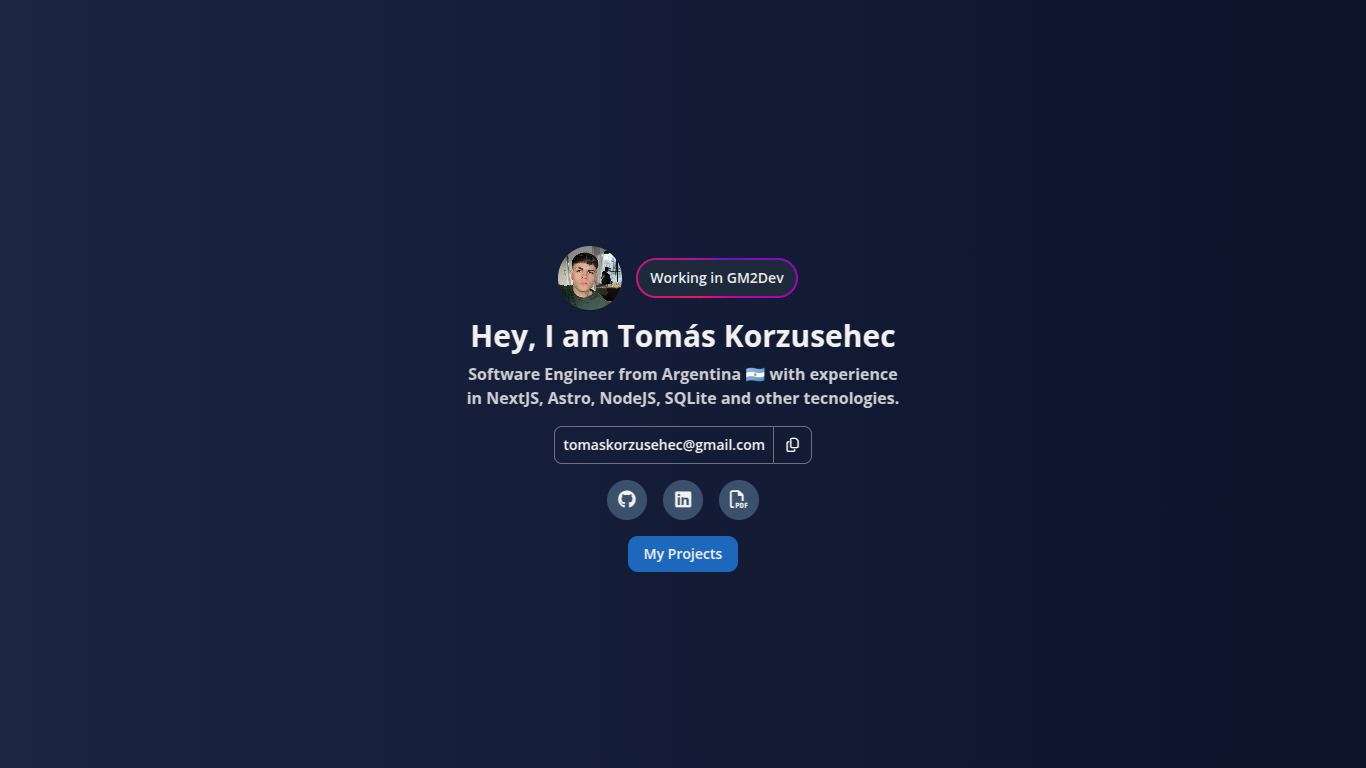 Working in GM2Dev
Hey, I am Tomás Korzusehec
Software Engineer from Argentina 🇦🇷 with experience
in NextJS, Astro, NodeJS, SQLite and other tecnologies.
tomaskorzusehec@gmail.com
in
PDF
My Projects